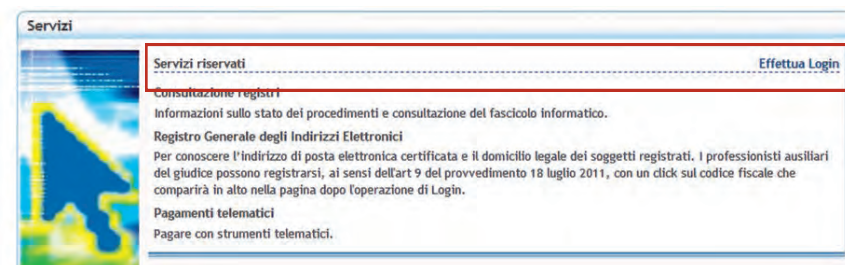 Servizi
Servizi riservati Effettua Login
Consultazione registri
Informazioni sullo stato dei procedimenti e consultazione del fascicolo informatico.
Registro Generale degli Indirizzi Elettronici
Per conoscere l'indirizzo di posta elettronica certificata e il domicilio legale dei soggetti registrati. I professionisti ausiliari
del giudice possono registrarsi, ai sensi dell'art 9 del provvedimento 18 luglio 2011, con un click sul codice fiscale che
comparirà in alto nella pagina dopo l'operazione di Login.
Pagamenti telematici
Pagare con strumenti telematici.